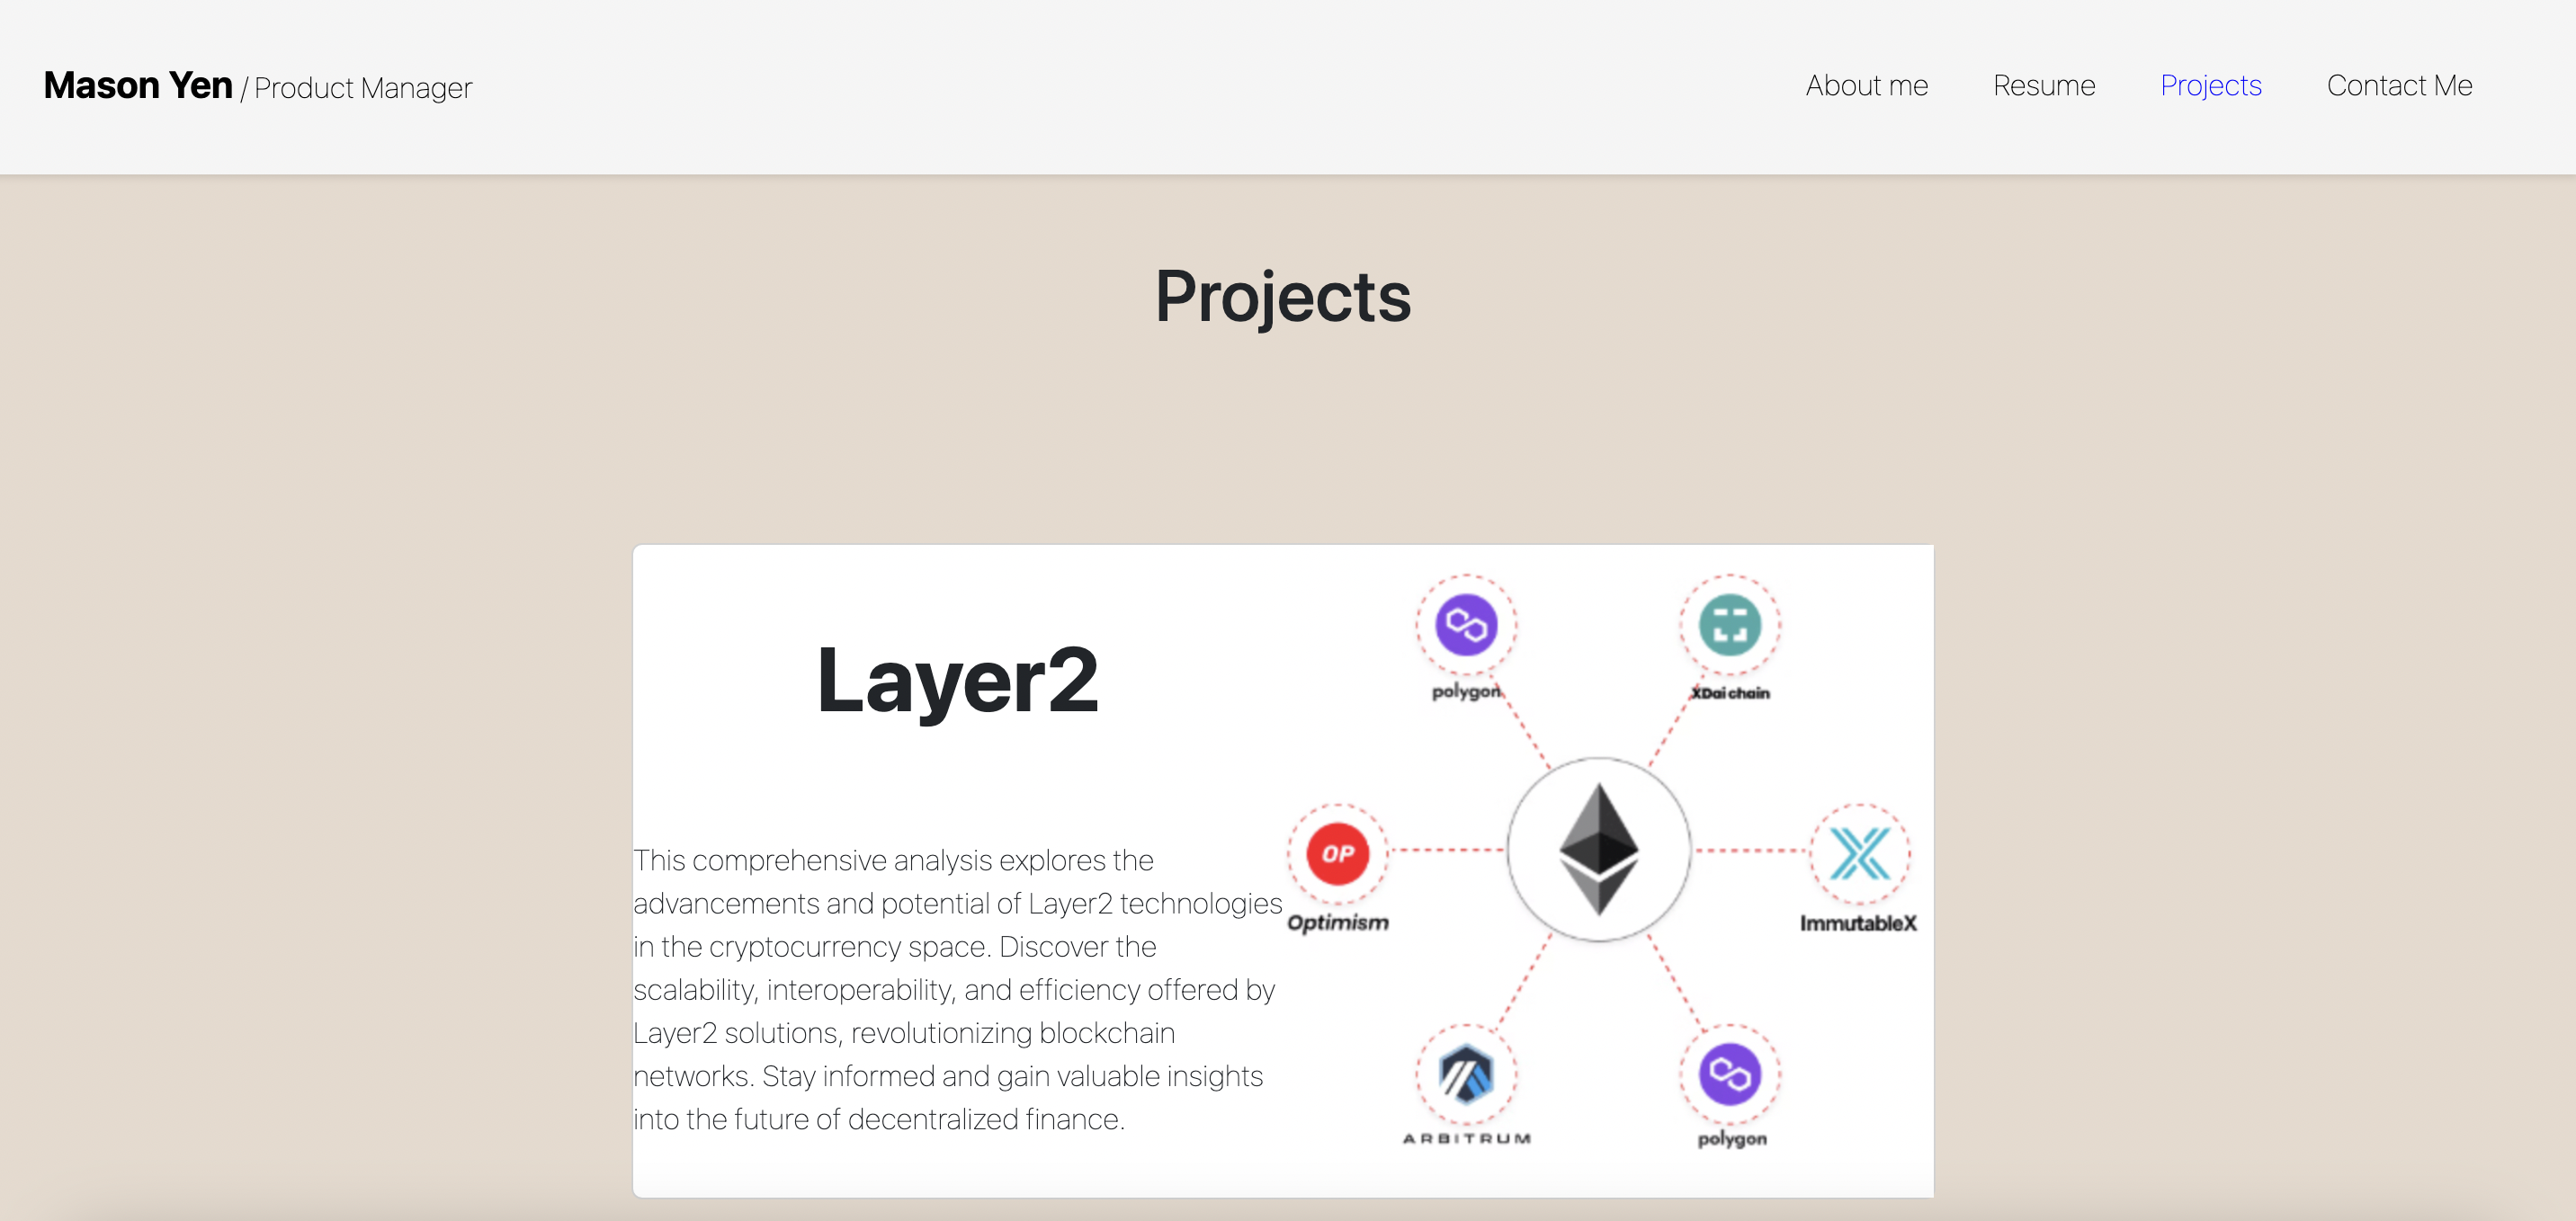 Mason Yen / Product Manager
About me
Resume
Projects
Contact Me
Projects
Layer2
This comprehensive analysis explores the
advancements and potential of Layer2 technologies
in the cryptocurrency space. Discover the
scalability, interoperability, and efficiency offered by
Layer2 solutions, revolutionizing blockchain
networks. Stay informed and gain valuable insights
into the future of decentralized finance.
polygon
XDai chain
OP
Optimism
ImmutableX
ARBITRUM
polygon